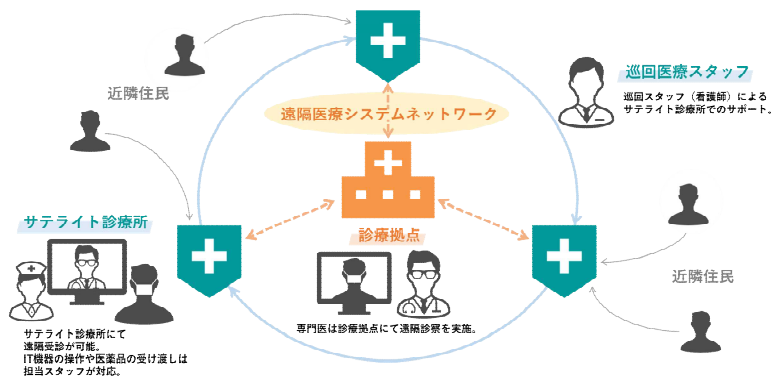 近隣住民
遠隔医療システムネットワーク
巡回医療スタッフ
巡回スタッフ（看護師）による
サテライト診療所でのサポート。
サテライト診療所
診療拠点
近隣住民
専門医は診療拠点にて遠隔診察を実施。
サテライト診療所にて
遠隔受診が可能。
IT機器の操作や医薬品の受け渡しは
担当スタッフが対応。